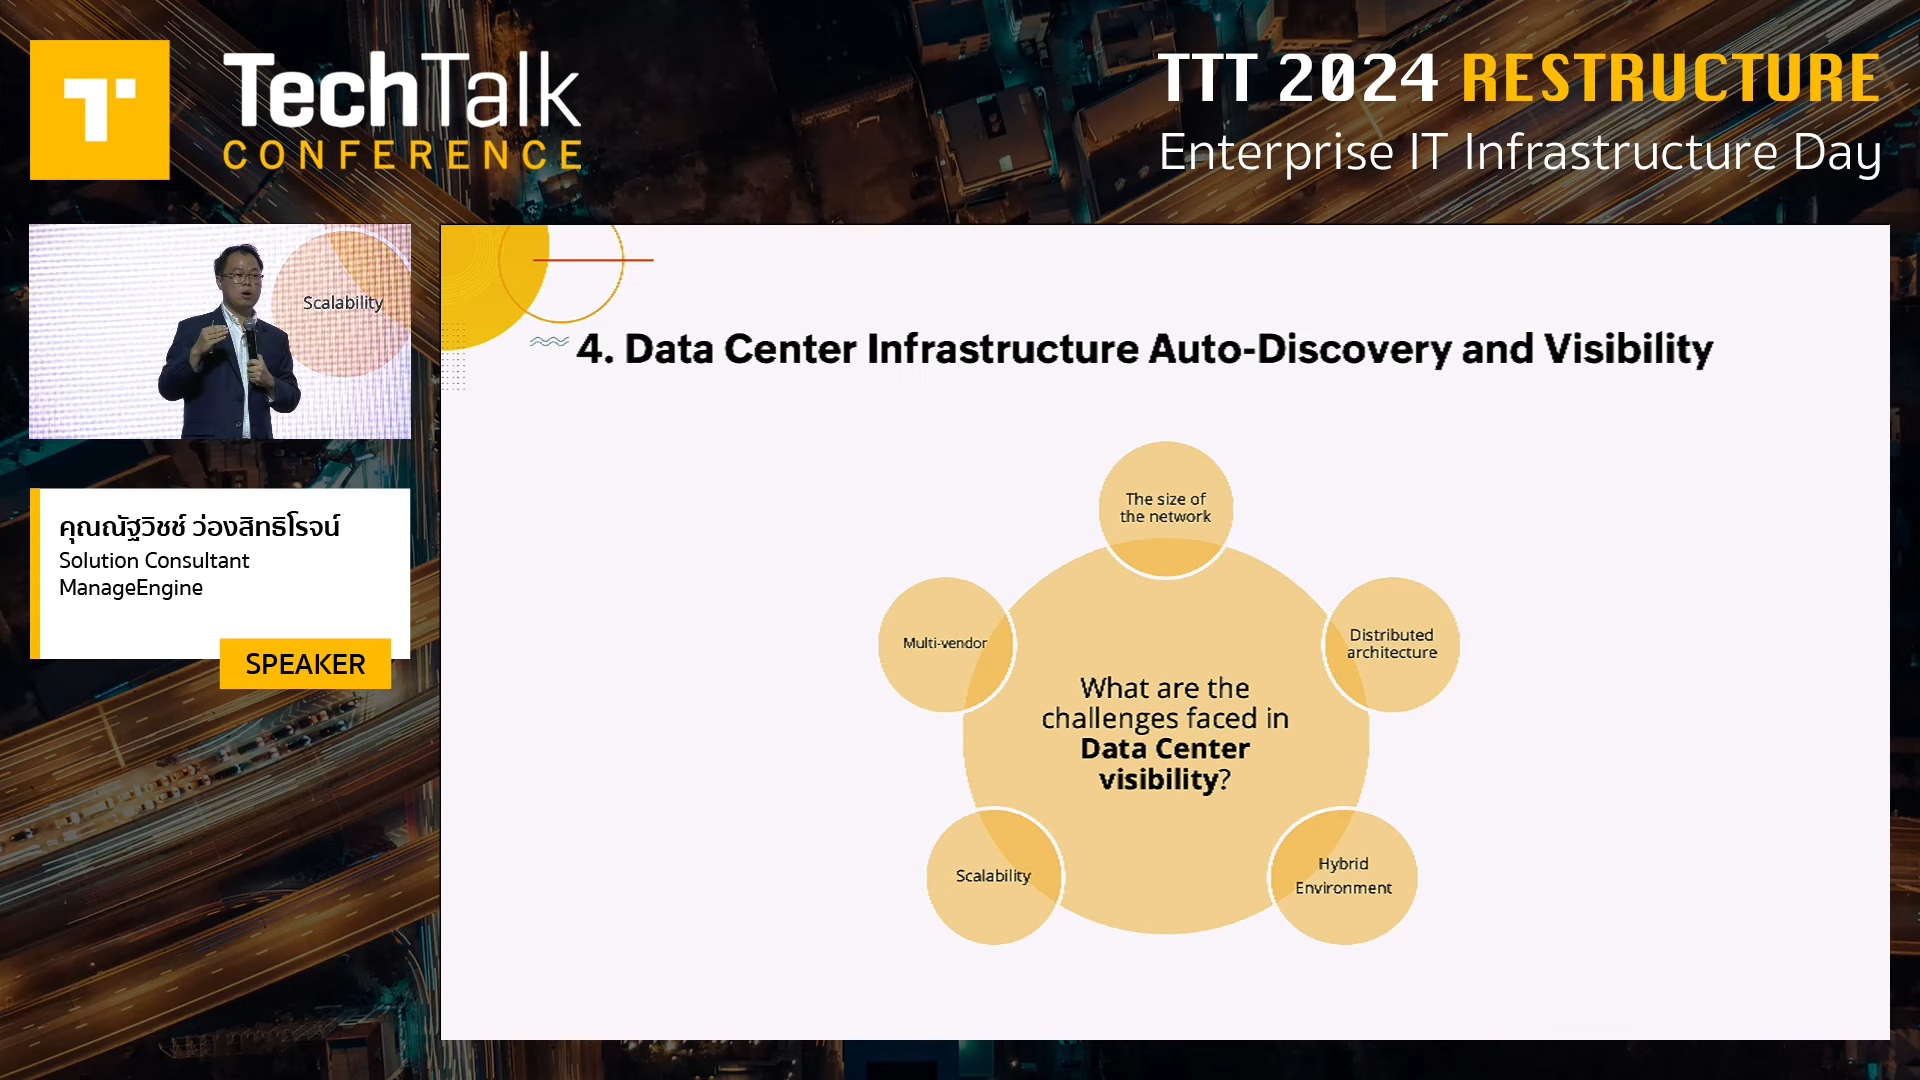 TechTalk
CONFERENCE
TTT 2024 RESTRUCTURE
Enterprise IT Infrastructure Day
Scalability
คุณณัฐวิชช์ ว่องสิทธิโรจน์
Solution Consultant
ManageEngine
SPEAKER
4. Data Center Infrastructure Auto-Discovery and Visibility
The size of
the network
Multi-vendor
Distributed
architecture
What are the
challenges faced in
Data Center
visibility?
Scalability
Hybrid
Environment